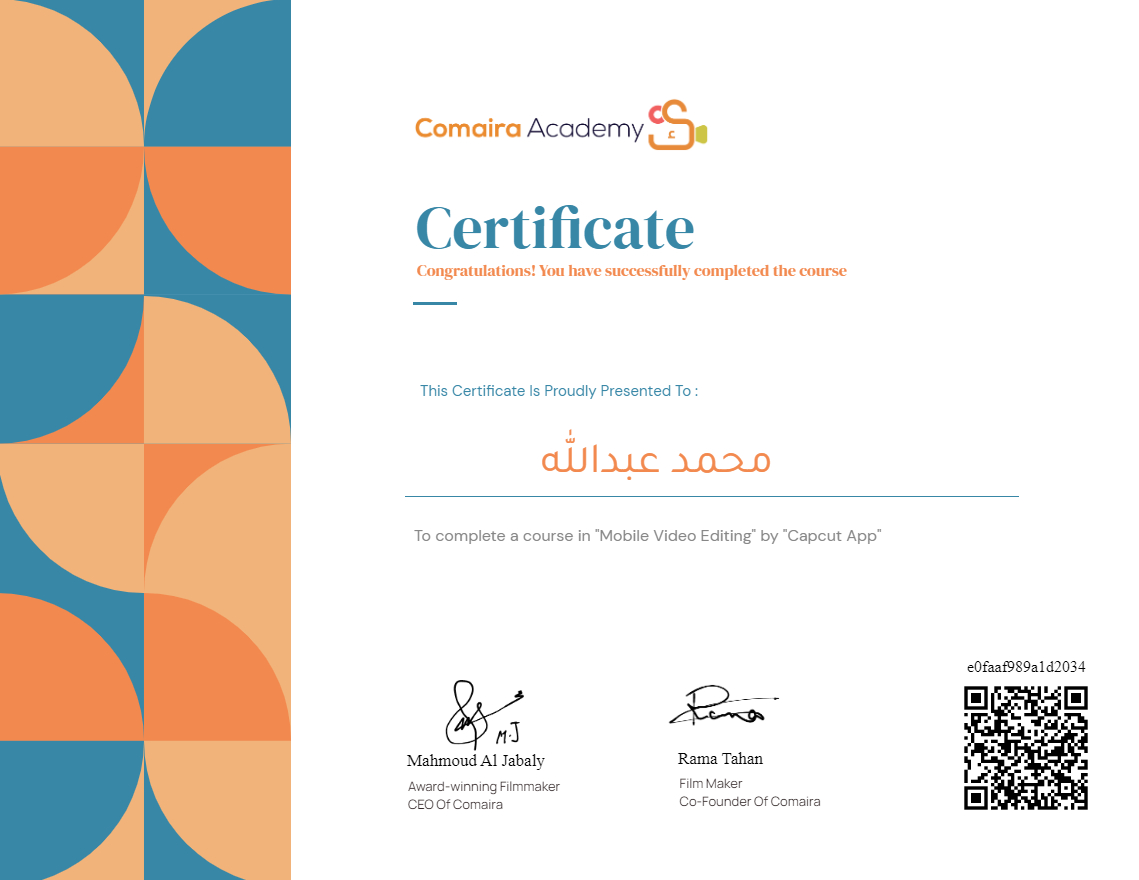 Comaira Academy
£
Certificate
Congratulations! You have successfully completed the course
This Certificate Is Proudly Presented To :
محمد عبدالله
To complete a course in "Mobile Video Editing" by "Capcut App"
e0faaf989a1d2034
M.J
Rama
Mahmoud Al Jabaly
Rama Tahan
Award-winning Filmmaker
Film Maker
CEO Of Comaira
Co-Founder Of Comaira